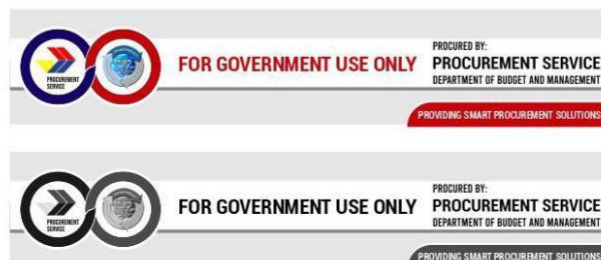 PROCUREMENT
SERVICE
FOR GOVERNMENT USE ONLY
PROCURED BY:
PROCUREMENT SERVICE
DEPARTMENT OF BUDGET AND MANAGEMENT
PROVIDING SMART PROCUREMENT SOLUTIONS
PROCUREMENT
SERVICE
FOR GOVERNMENT USE ONLY
PROCURED BY:
PROCUREMENT SERVICE
DEPARTMENT OF BUDGET AND MANAGEMENT
PROVIDING SMART PROCUREMENT SOLUTIONS